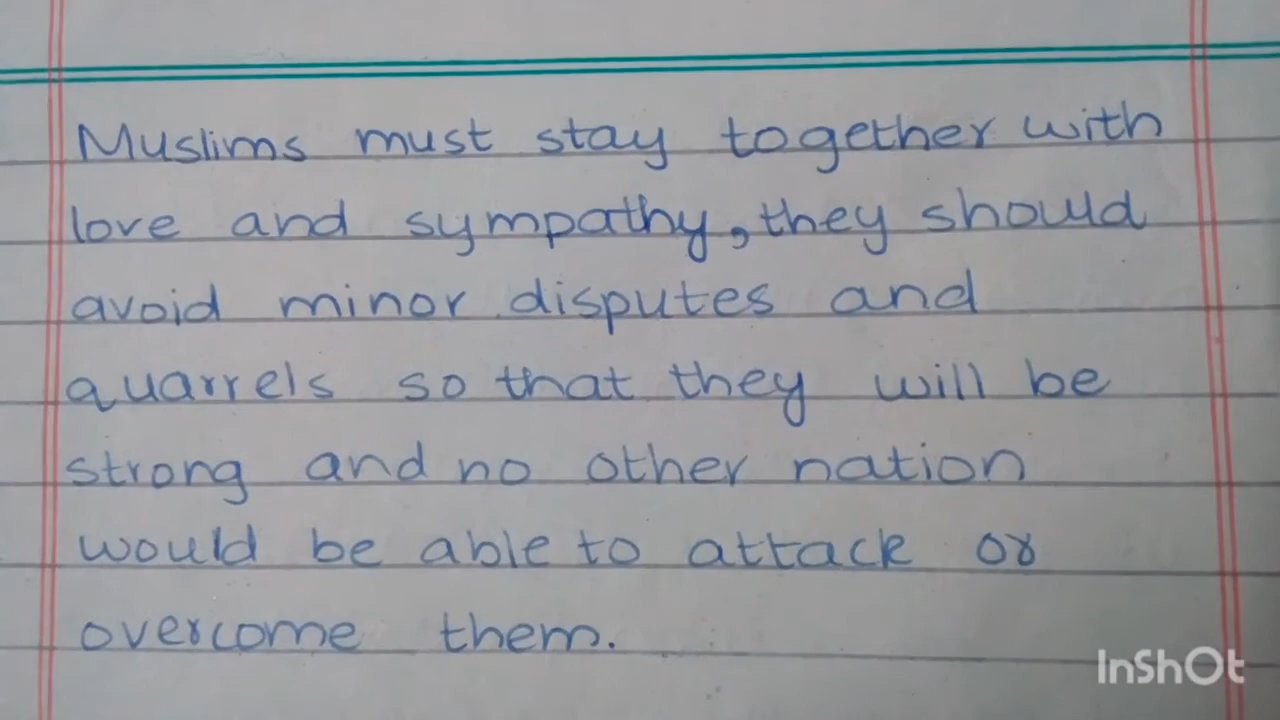 Muslims must stay together with
love and sympathy, they should
avoid minor disputes and
quarrels so that they will be
strong and no other nation
would be able to attack or
overcome them.
InShOt